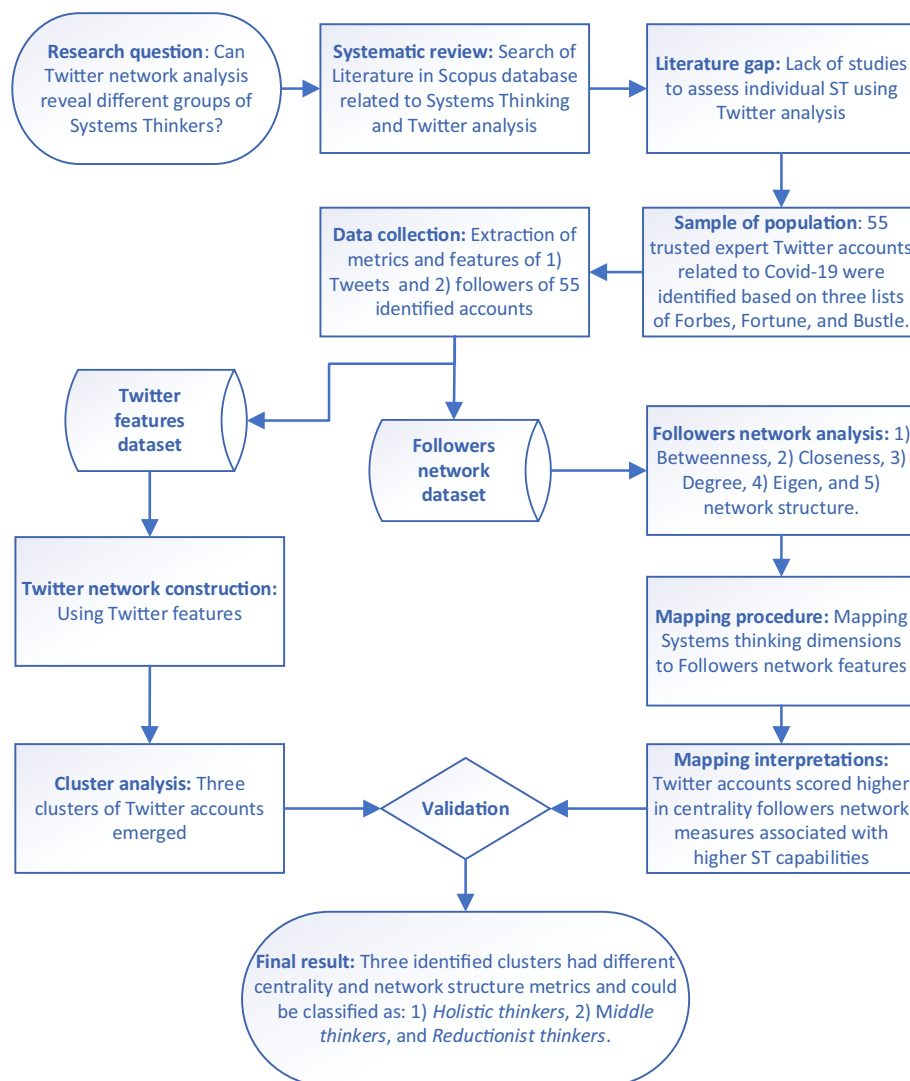 Research question: Can
Twitter network analysis
reveal different groups of
Systems Thinkers?
Systematic review: Search of
Literature in Scopus database
related to Systems Thinking
and Twitter analysis
Literature gap: Lack of studies
to assess individual ST using
Twitter analysis
Sample of population: 55
trusted expert Twitter accounts
related to Covid-19 were
identified based on three lists
of Forbes, Fortune, and Bustle.
Data collection: Extraction of
metrics and features of 1)
Tweets and 2) followers of 55
identified accounts
Twitter
features
dataset
Followers
network
dataset
Followers network analysis: 1)
Betweenness, 2) Closeness, 3)
Degree, 4) Eigen, and 5)
network structure.
Twitter network construction:
Using Twitter features
Mapping procedure: Mapping
Systems thinking dimensions
to Followers network features
Cluster analysis: Three
clusters of Twitter accounts
emerged
Validation
Mapping interpretations:
Twitter accounts scored higher
in centrality followers network
measures associated with
higher ST capabilities
Final result: Three identified clusters had different
centrality and network structure metrics and could
be classified as: 1) Holistic thinkers, 2) Middle
thinkers, and Reductionist thinkers.